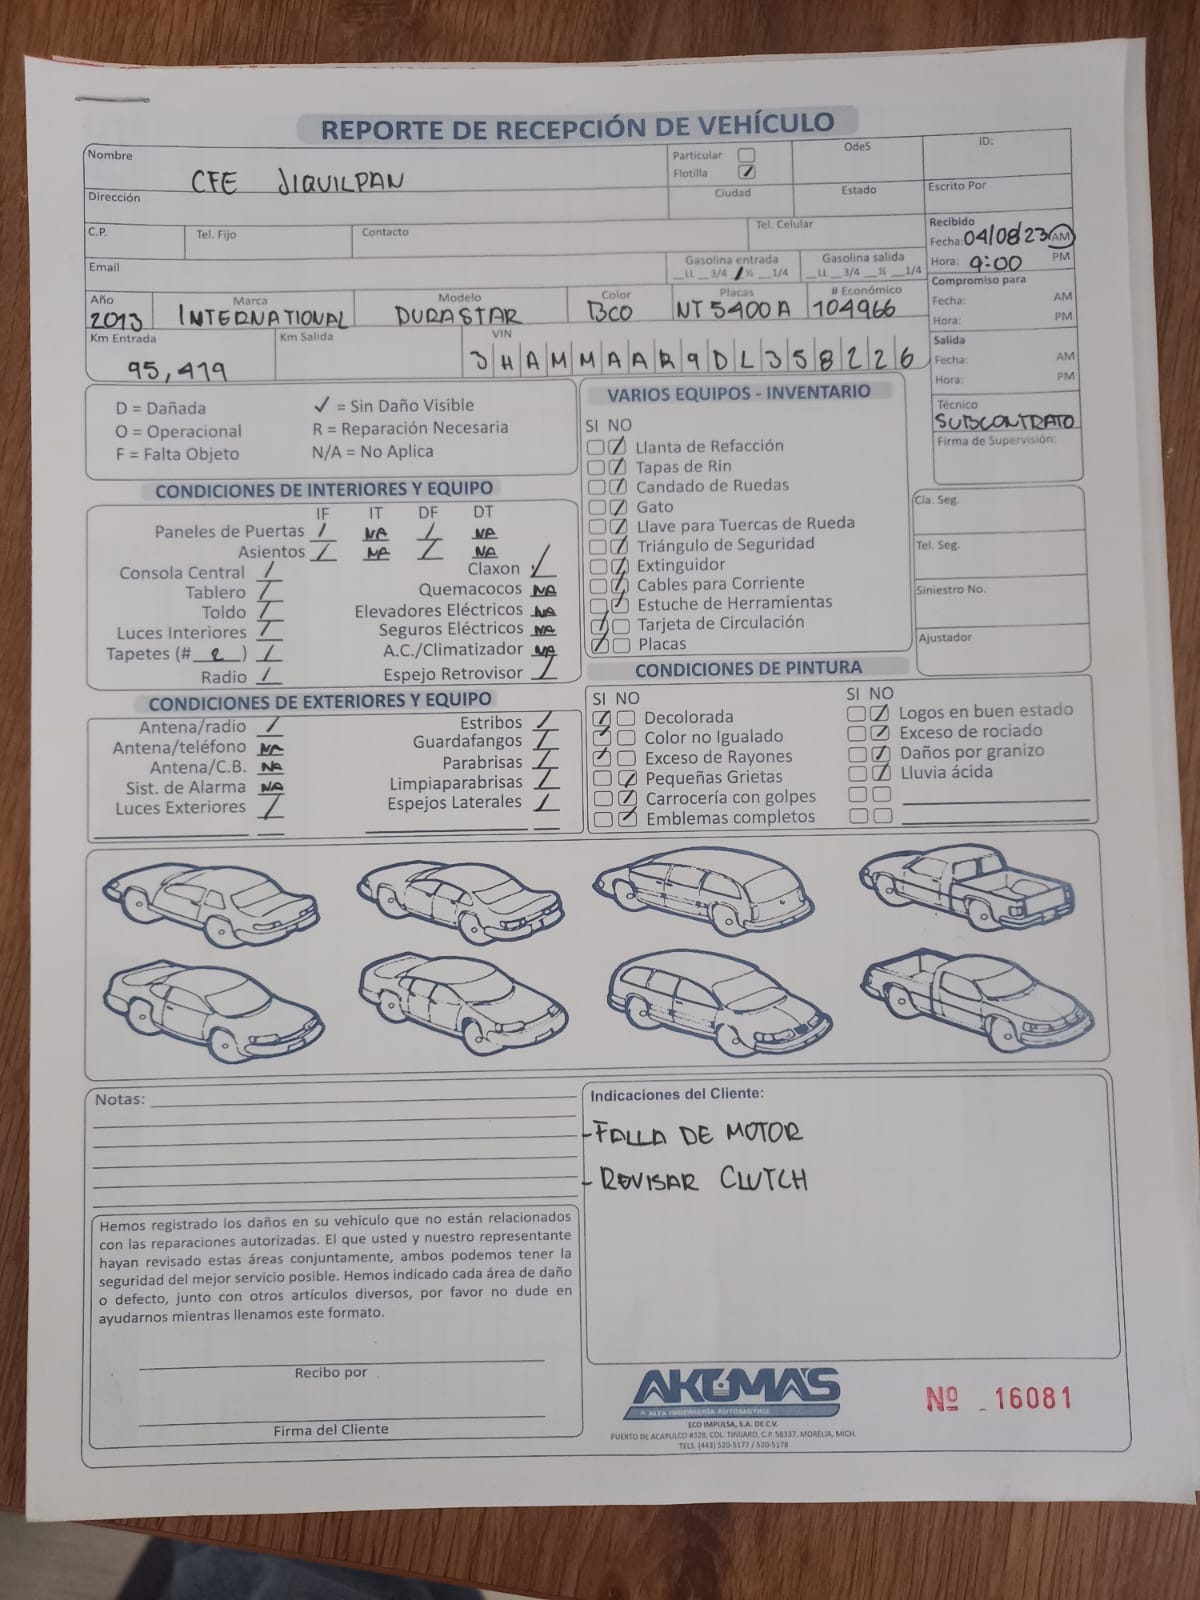 REPORTE DE RECEPCIÓN DE VEHÍCULO
Nombre CFE JIQUILPAN
Particular
Flotilla ✓
OdeS
ID:
Dirección
Ciudad
Estado
Escrito Por
C.P.
Tel. Fijo
Contacto
Tel. Celular
Recibido
Fecha: 04/08/23 AM
Hora: 9:00 PM
Email
Gasolina entrada
__LL __3/4 __½ __1/4
Gasolina salida
__LL __3/4 __½ __1/4
Compromiso para
Fecha: AM
Hora: PM
Año Marca Modelo Color Placas # Económico
2013 INTERNATIONAL DURASTAR BCO NT5400A 104966
Km Entrada Km Salida VIN
95,479 3HAMMAAR9DL358226
Salida
Fecha: AM
Hora: PM
Técnico
SUBCONTRATO
Firma de Supervisión:
D = Dañada ✓ = Sin Daño Visible
O = Operacional R = Reparación Necesaria
F = Falta Objeto N/A = No Aplica
CONDICIONES DE INTERIORES Y EQUIPO
IF IT DF DT
Paneles de Puertas ✓ NA ✓ NA
Asientos ✓ NA ✓ NA
Consola Central ✓ Claxon ✓
Tablero ✓ Quemacocos NA
Toldo ✓ Elevadores Eléctricos NA
Luces Interiores ✓ Seguros Eléctricos NA
Tapetes (# 2 ) ✓ A.C./Climatizador NA
Radio ✓ Espejo Retrovisor ✓
VARIOS EQUIPOS - INVENTARIO
SI NO
Llanta de Refacción
Tapas de Rin
Candado de Ruedas
Gato
Llave para Tuercas de Rueda
Triángulo de Seguridad
Extinguidor
Cables para Corriente
Estuche de Herramientas
Tarjeta de Circulación
Placas
Cía. Seg.
Tel. Seg.
Siniestro No.
Ajustador
CONDICIONES DE EXTERIORES Y EQUIPO
Antena/radio ✓ Estribos ✓
Antena/teléfono NA Guardafangos ✓
Antena/C.B. NA Parabrisas ✓
Sist. de Alarma NA Limpiaparabrisas ✓
Luces Exteriores ✓ Espejos Laterales ✓
CONDICIONES DE PINTURA
SI NO SI NO
Decolorada Logos en buen estado
Color no Igualado Exceso de rociado
Exceso de Rayones Daños por granizo
Pequeñas Grietas Lluvia ácida
Carrocería con golpes
Emblemas completos
Notas:
Indicaciones del Cliente:
-FALLA DE MOTOR
-REVISAR CLUTCH
Hemos registrado los daños en su vehiculo que no están relacionados
con las reparaciones autorizadas. El que usted y nuestro representante
hayan revisado estas áreas conjuntamente, ambos podemos tener la
seguridad del mejor servicio posible. Hemos indicado cada área de daño
o defecto, junto con otros artículos diversos, por favor no dude en
ayudarnos mientras llenamos este formato.
Recibo por
Firma del Cliente
AKUMAS
ALTA INGENIERÍA AUTOMOTRIZ
ECO IMPULSA, S.A. DE C.V.
PUERTO DE ACAPULCO #328, COL. TINIJARO, C.P. 58337, MORELIA, MICH.
TELS. (443) 520-5177 / 520-5178
Nº 16081